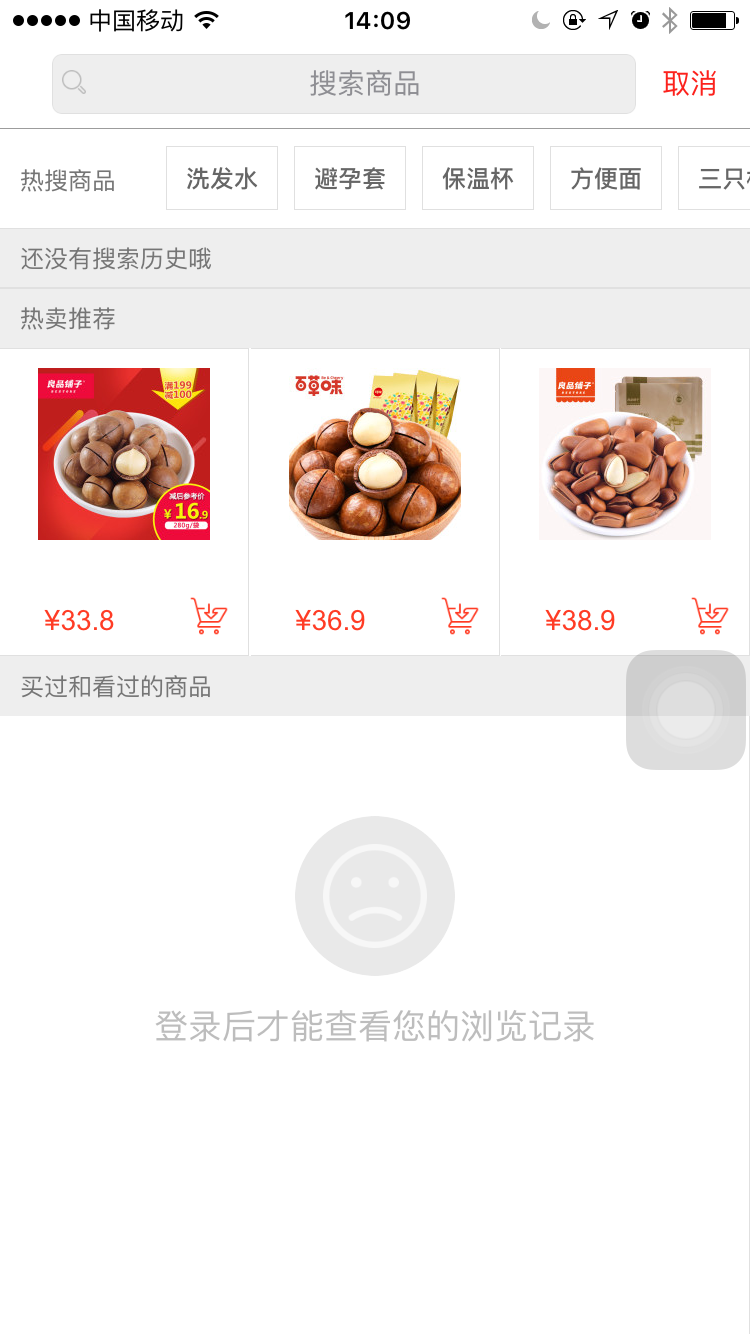 中国移动 14:09
搜索商品 取消
热搜商品 洗发水 避孕套 保温杯 方便面 三只
还没有搜索历史哦
热卖推荐
良品铺子
BESTORE
满199
减100
减后参考价
¥16.9
280g/袋
百草味
Be & Cheery
良品铺子
BESTORE
¥33.8 ¥36.9 ¥38.9
买过和看过的商品
登录后才能查看您的浏览记录